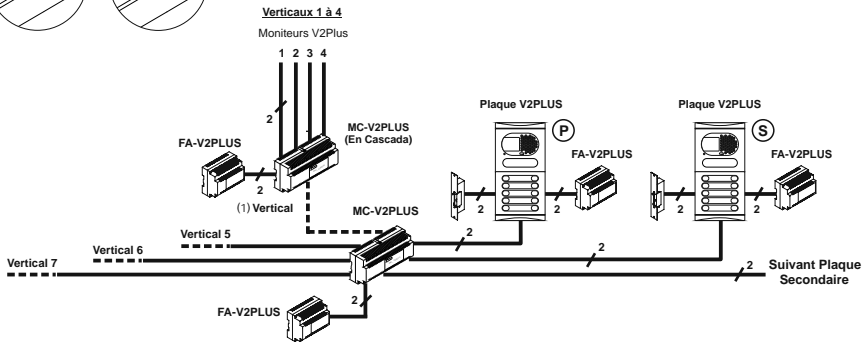 Verticaux 1 à 4
Moniteurs V2Plus
1 2 3 4
2
MC-V2PLUS
(En Cascada)
FA-V2PLUS
2
(1) Vertical
MC-V2PLUS
Plaque V2PLUS
P
FA-V2PLUS
2
2
Plaque V2PLUS
S
FA-V2PLUS
2
2
Vertical 5
2
Vertical 6
2
Vertical 7
2
Suivant Plaque
Secondaire
2
FA-V2PLUS